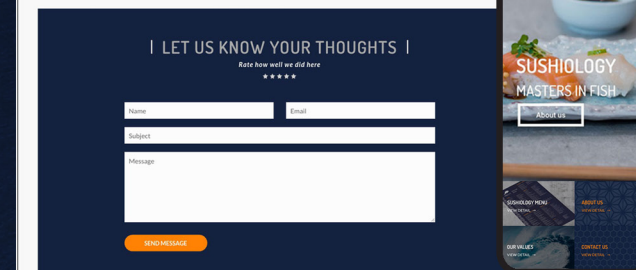 LET US KNOW YOUR THOUGHTS
Rate how well we did here
Name
Email
Subject
Message
SEND MESSAGE
SUSHIOLOGY
MASTERS IN FISH
About us
SUSHIOLOGY MENU
VIEW DETAIL →
ABOUT US
VIEW DETAIL →
OUR VALUES
VIEW DETAIL →
CONTACT US
VIEW DETAIL →